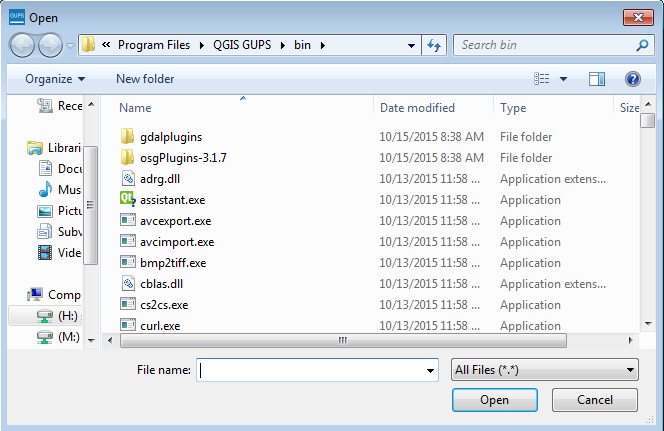 GUPS Open
« Program Files QGIS GUPS bin Search bin
Organize New folder
Name Date modified Type Size
Rece
Librari
Docu
Musi
Pictu
Subv
Vide
Comp
(H:)
(M:)
gdalplugins 10/15/2015 8:38 AM File folder
osgPlugins-3.1.7 10/15/2015 8:38 AM File folder
adrg.dll 10/13/2015 11:58 ... Application extens...
assistant.exe 10/13/2015 11:58 ... Application
avcexport.exe 10/13/2015 11:58 ... Application
avcimport.exe 10/13/2015 11:58 ... Application
bmp2tiff.exe 10/13/2015 11:58 ... Application
cblas.dll 10/13/2015 11:58 ... Application extens...
cs2cs.exe 10/13/2015 11:58 ... Application
curl.exe 10/13/2015 11:58 ... Application
File name: All Files (*.*)
Open Cancel